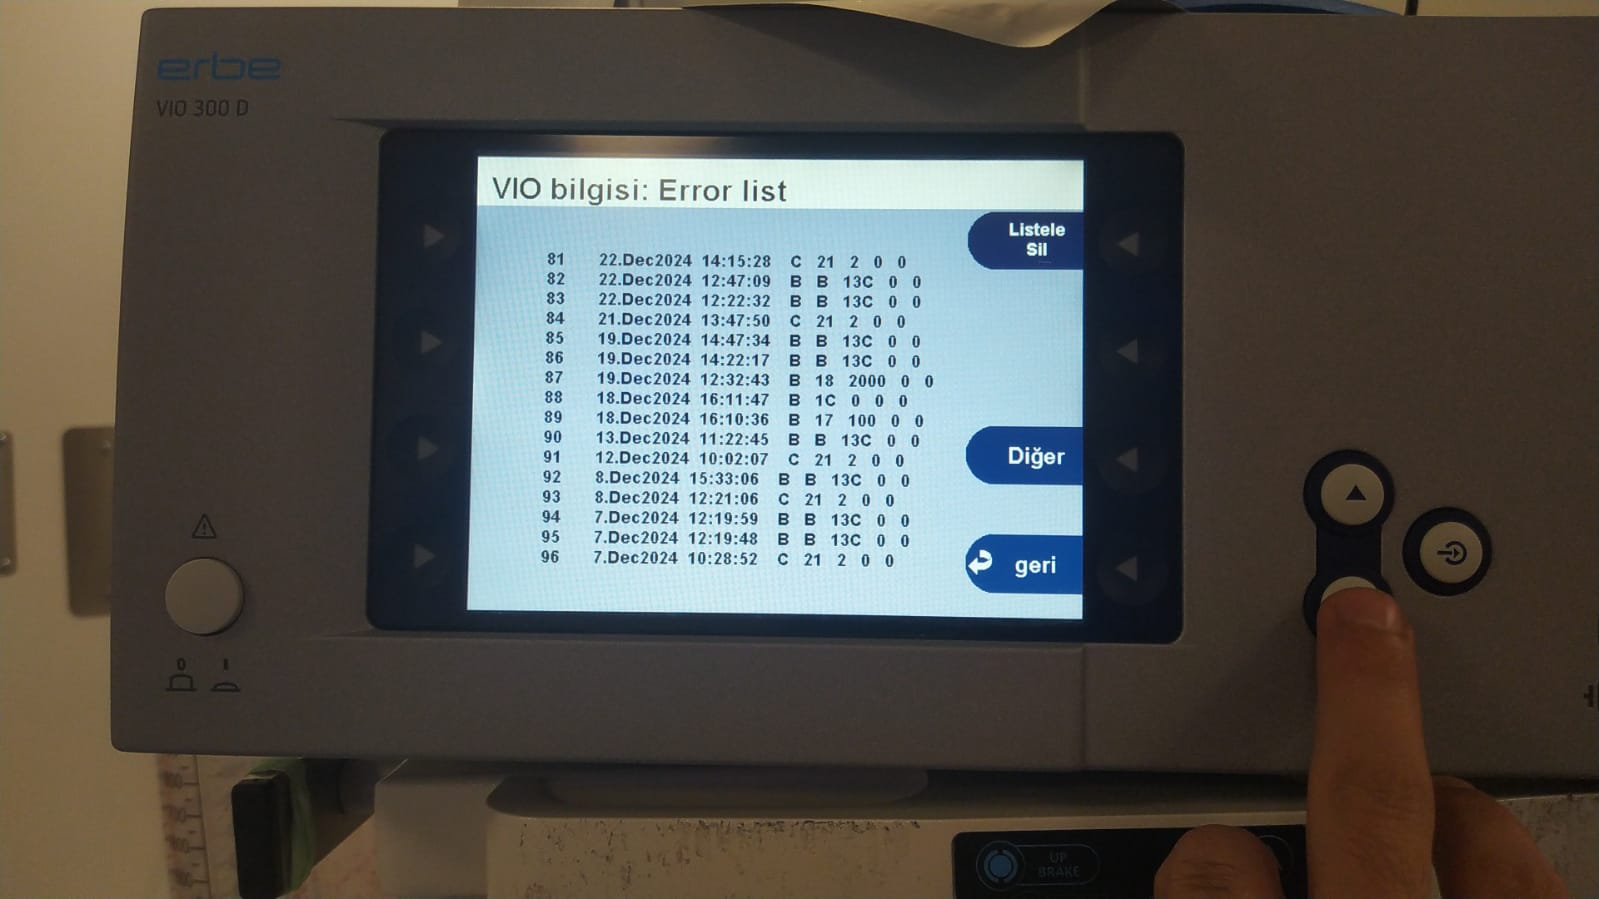 erbe
VIO 300 D
VIO bilgisi: Error list
Listele
Sil
81 22.Dec2024 14:15:28 C 21 2 0 0
82 22.Dec2024 12:47:09 B B 13C 0 0
83 22.Dec2024 12:22:32 B B 13C 0 0
84 21.Dec2024 13:47:50 C 21 2 0 0
85 19.Dec2024 14:47:34 B B 13C 0 0
86 19.Dec2024 14:22:17 B B 13C 0 0
87 19.Dec2024 12:32:43 B 18 2000 0 0
88 18.Dec2024 16:11:47 B 1C 0 0 0
89 18.Dec2024 16:10:36 B 17 100 0 0
90 13.Dec2024 11:22:45 B B 13C 0 0
91 12.Dec2024 10:02:07 C 21 2 0 0
92 8.Dec2024 15:33:06 B B 13C 0 0
93 8.Dec2024 12:21:06 C 21 2 0 0
94 7.Dec2024 12:19:59 B B 13C 0 0
95 7.Dec2024 12:19:48 B B 13C 0 0
96 7.Dec2024 10:28:52 C 21 2 0 0
Diğer
geri
0 I
UP
BRAKE